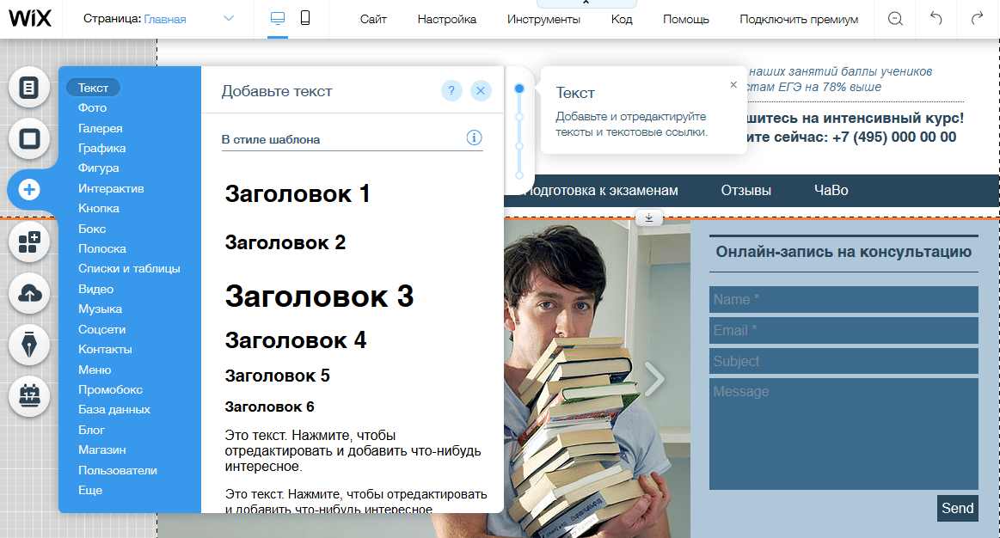 WiX
Страница: Главная
Сайт
Настройка
Инструменты
Код
Помощь
Подключить премиум
Текст
Фото
Галерея
Графика
Фигура
Интерактив
Кнопка
Бокс
Полоска
Списки и таблицы
Видео
Музыка
Соцсети
Контакты
Меню
Промобокс
База данных
Блог
Магазин
Пользователи
Еще
17
Добавьте текст
?
В стиле шаблона
i
Заголовок 1
Заголовок 2
Заголовок 3
Заголовок 4
Заголовок 5
Заголовок 6
Это текст. Нажмите, чтобы
отредактировать и добавить что-нибудь
интересное.
Это текст. Нажмите, чтобы отредактировать
и добавить что-нибудь интересное
Текст
Добавьте и отредактируйте
тексты и текстовые ссылки.
наших занятий баллы учеников
ЕГЭ на 78% выше
на интенсивный курс!
сейчас: +7 (495) 000 00 00
Подготовка к экзаменам
Отзывы
ЧаВо
Онлайн-запись на консультацию
Name *
Email *
Subject
Message
Send